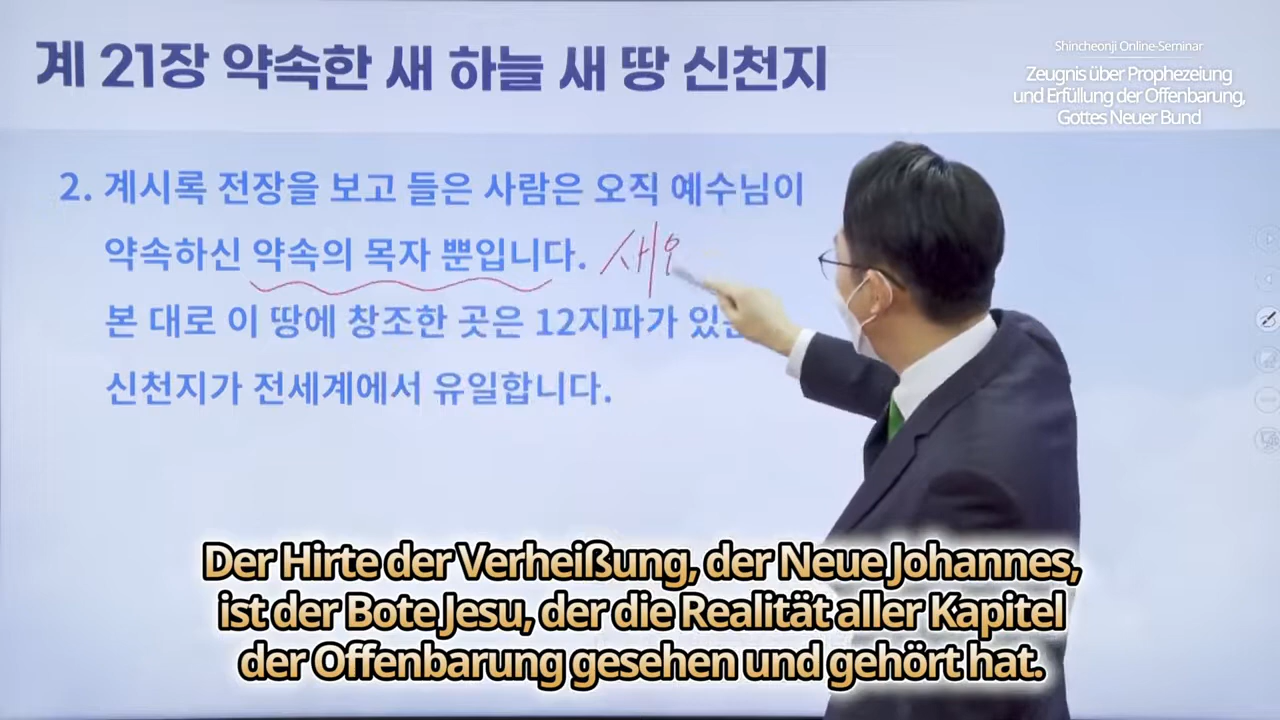 계 21장 약속한 새 하늘 새 땅 신천지
Shincheonji Online-Seminar
Zeugnis über Prophezeiung
und Erfüllung der Offenbarung,
Gottes Neuer Bund
2. 계시록 전장을 보고 들은 사람은 오직 예수님이
약속하신 약속의 목자 뿐입니다. 새
본 대로 이 땅에 창조한 곳은 12지파가
신천지가 전세계에서 유일합니다.
Der Hirte der Verheißung, der Neue Johannes,
ist der Bote Jesu, der die Realität aller Kapitel
der Offenbarung gesehen und gehört hat.